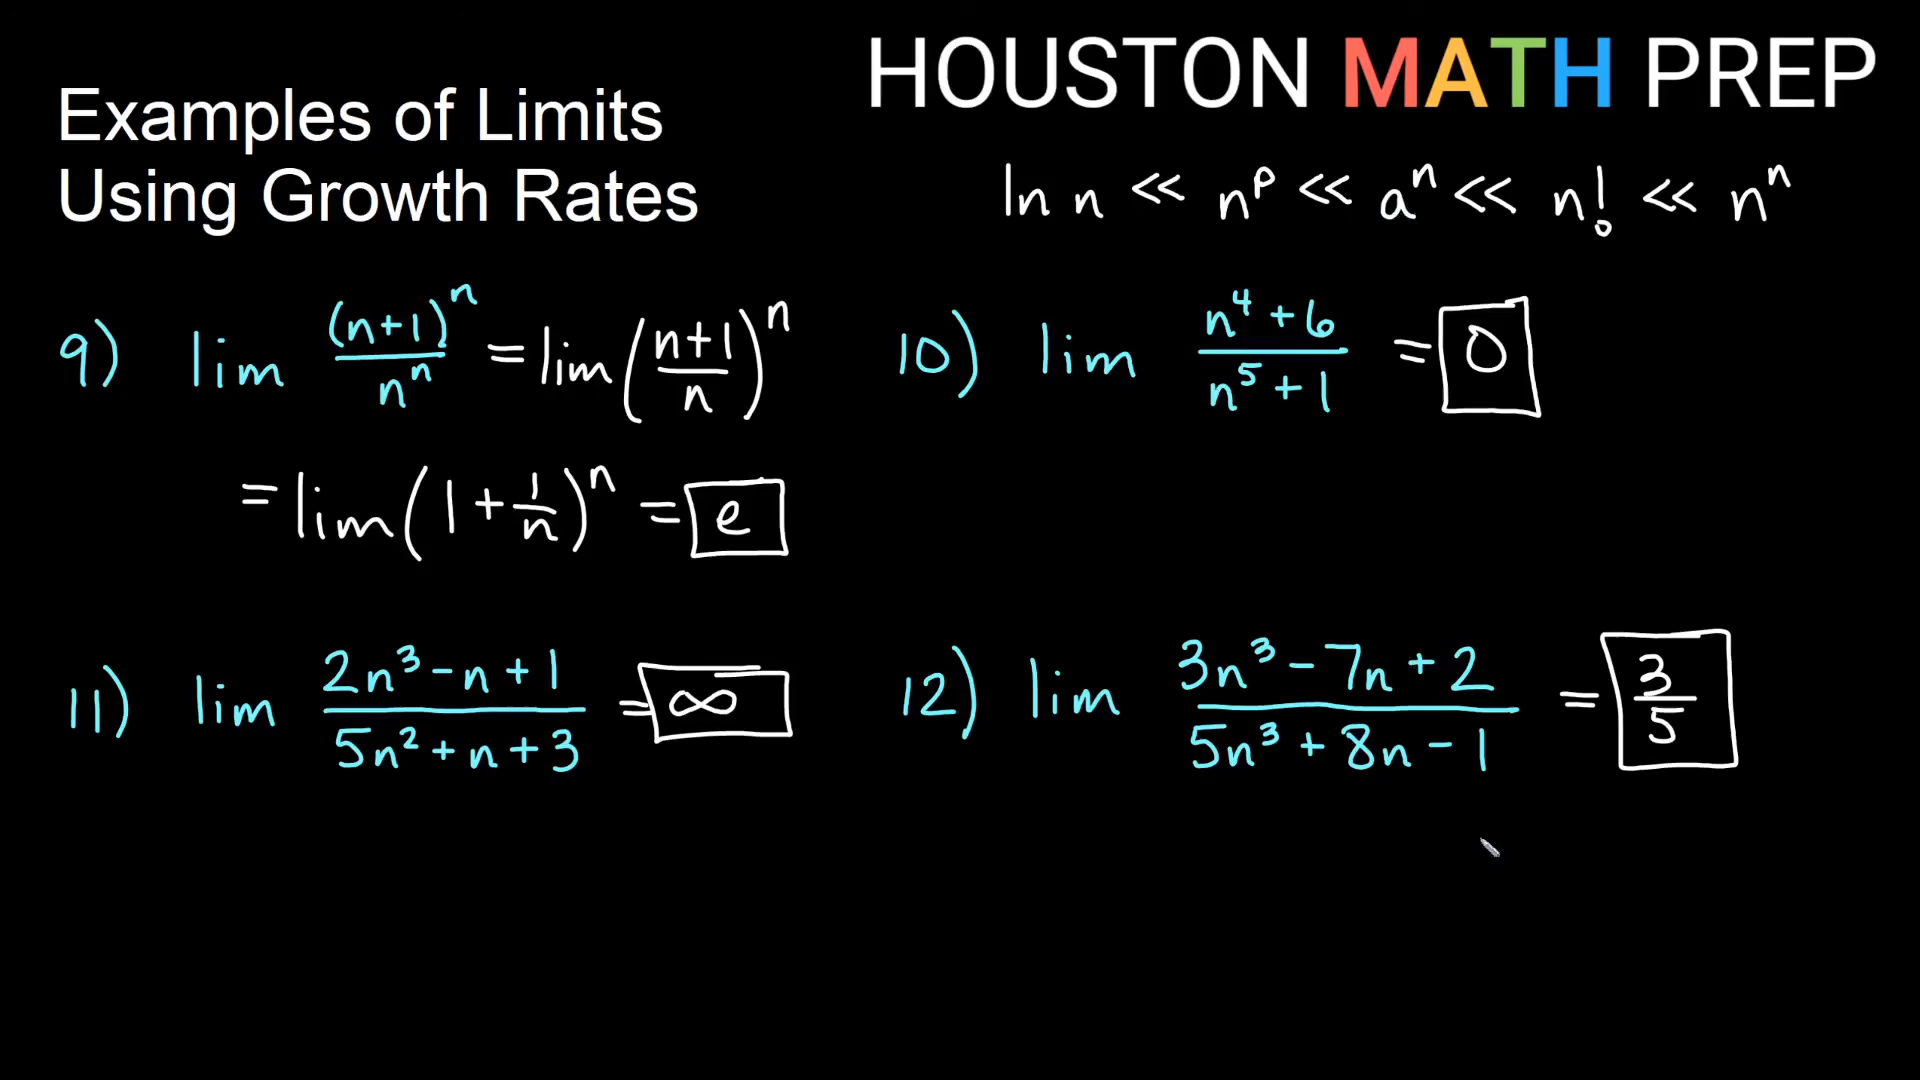 HOUSTON MATH PREP
Examples of Limits
Using Growth Rates
ln n << n^p << a^n << n! << n^n
9) lim (n+1)^n / n^n = lim ((n+1)/n)^n
= lim (1 + 1/n)^n = e
10) lim (n^4 + 6)/(n^5 + 1) = 0
11) lim (2n^3 - n + 1)/(5n^2 + n + 3) = ∞
12) lim (3n^3 - 7n + 2)/(5n^3 + 8n - 1) = 3/5